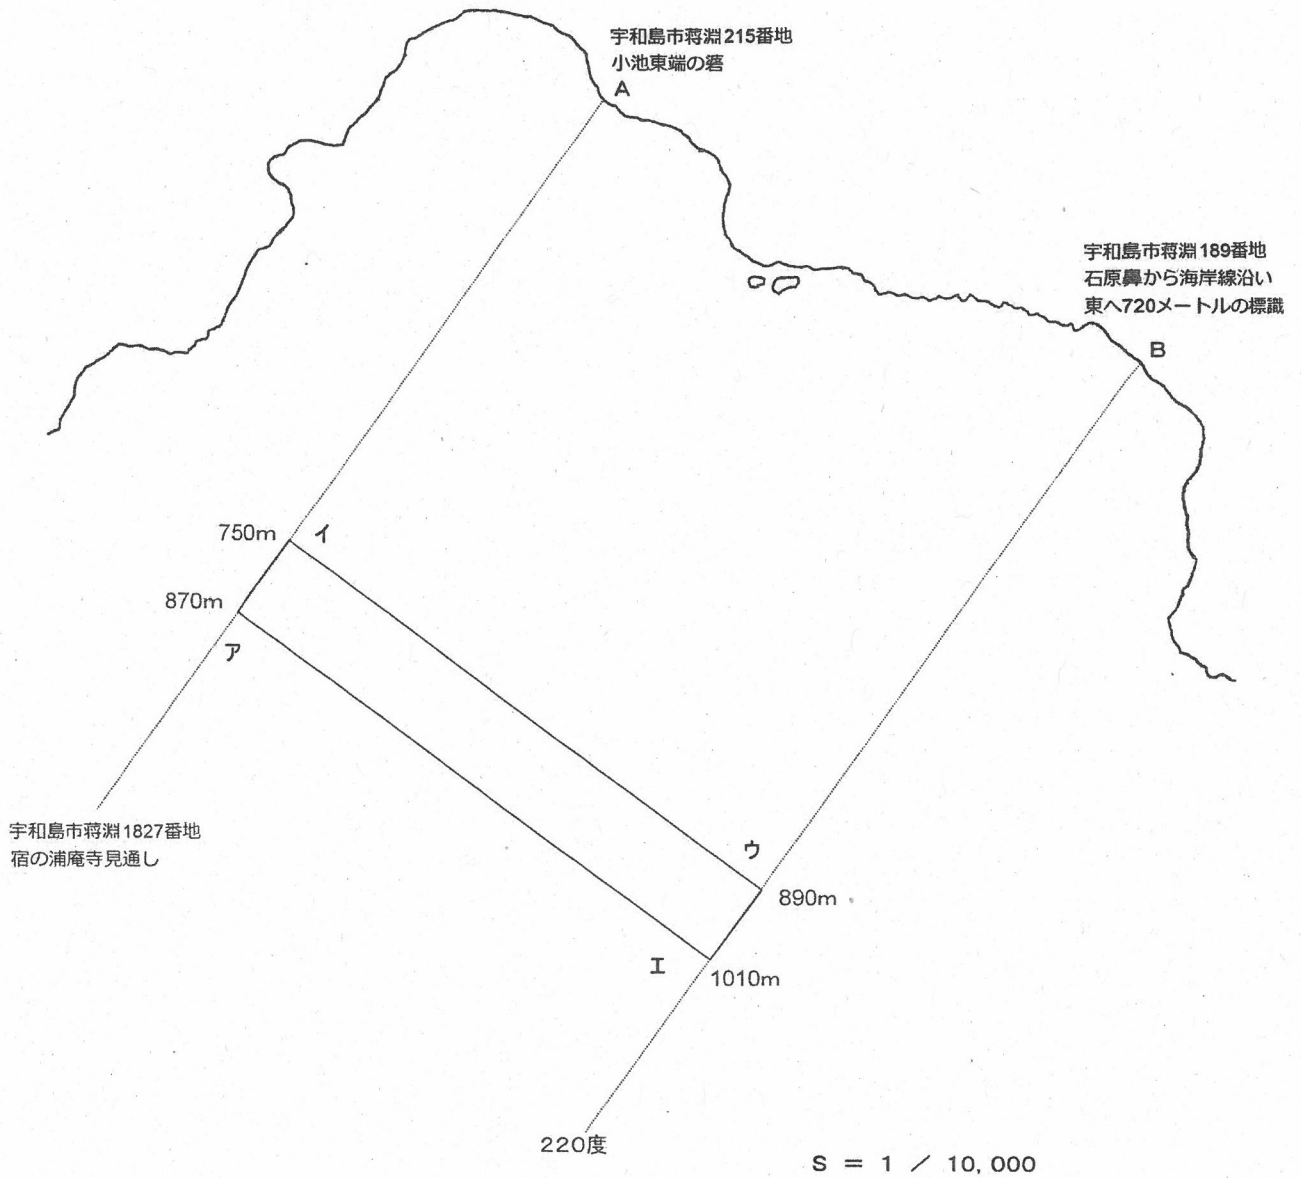 宇和島市蒋淵215番地
小池東端の砦
A
宇和島市蒋淵189番地
石原鼻から海岸線沿い
東へ720メートルの標識
B
750m
イ
870m
ア
宇和島市蒋淵1827番地
宿の浦庵寺見通し
ウ
890m
エ
1010m
220度
S = 1 / 10,000